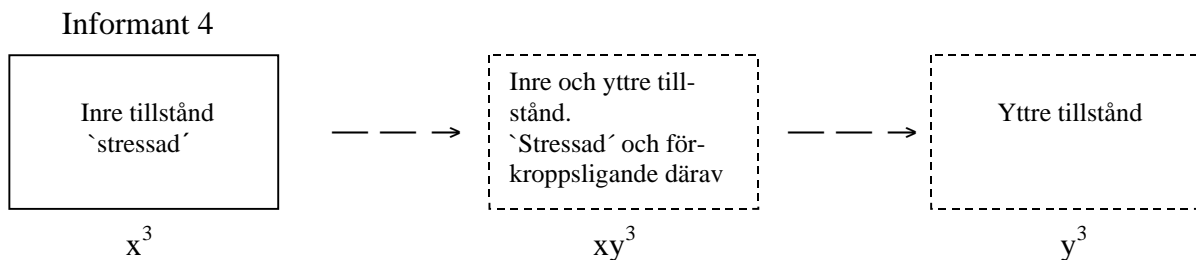 Informant 4
Inre tillstånd
`stressad´
Inre och yttre till-
stånd.
`Stressad´ och för-
kroppsligande därav
Yttre tillstånd
x³
xy³
y³